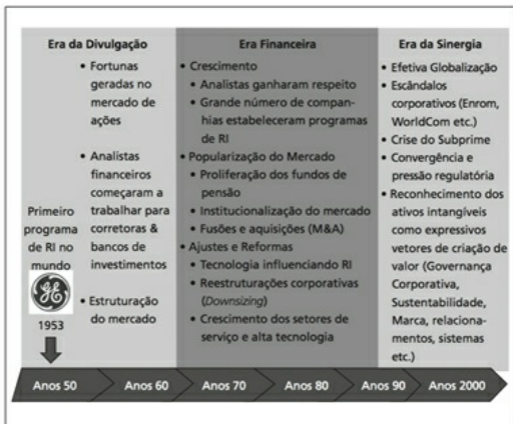 Era da Divulgação
• Fortunas
geradas no
mercado de
ações
• Analistas
financeiros
começaram a
trabalhar para
corretoras &
bancos de
investimentos
• Estruturação
do mercado
Primeiro
programa
de RI no
mundo
GE
1953
Era Financeira
• Crescimento
• Analistas ganharam respeito
• Grande número de compan-
hias estabeleceram programas
de RI
• Popularização do Mercado
• Proliferação dos fundos de
pensão
• Institucionalização do mercado
• Fusões e aquisições (M&A)
• Ajustes e Reformas
• Tecnologia influenciando RI
• Reestruturações corporativas
(Downsizing)
• Crescimento dos setores de
serviço e alta tecnologia
Era da Sinergia
• Efetiva Globalização
• Escândalos
corporativos (Enrom,
WorldCom etc.)
• Crise do Subprime
• Convergência e
pressão regulatória
• Reconhecimento dos
ativos intangíveis
como expressivos
vetores de criação de
valor (Governança
Corporativa,
Sustentabilidade,
Marca, relaciona-
mentos, sistemas
etc.)
Anos 50
Anos 60
Anos 70
Anos 80
Anos 90
Anos 2000